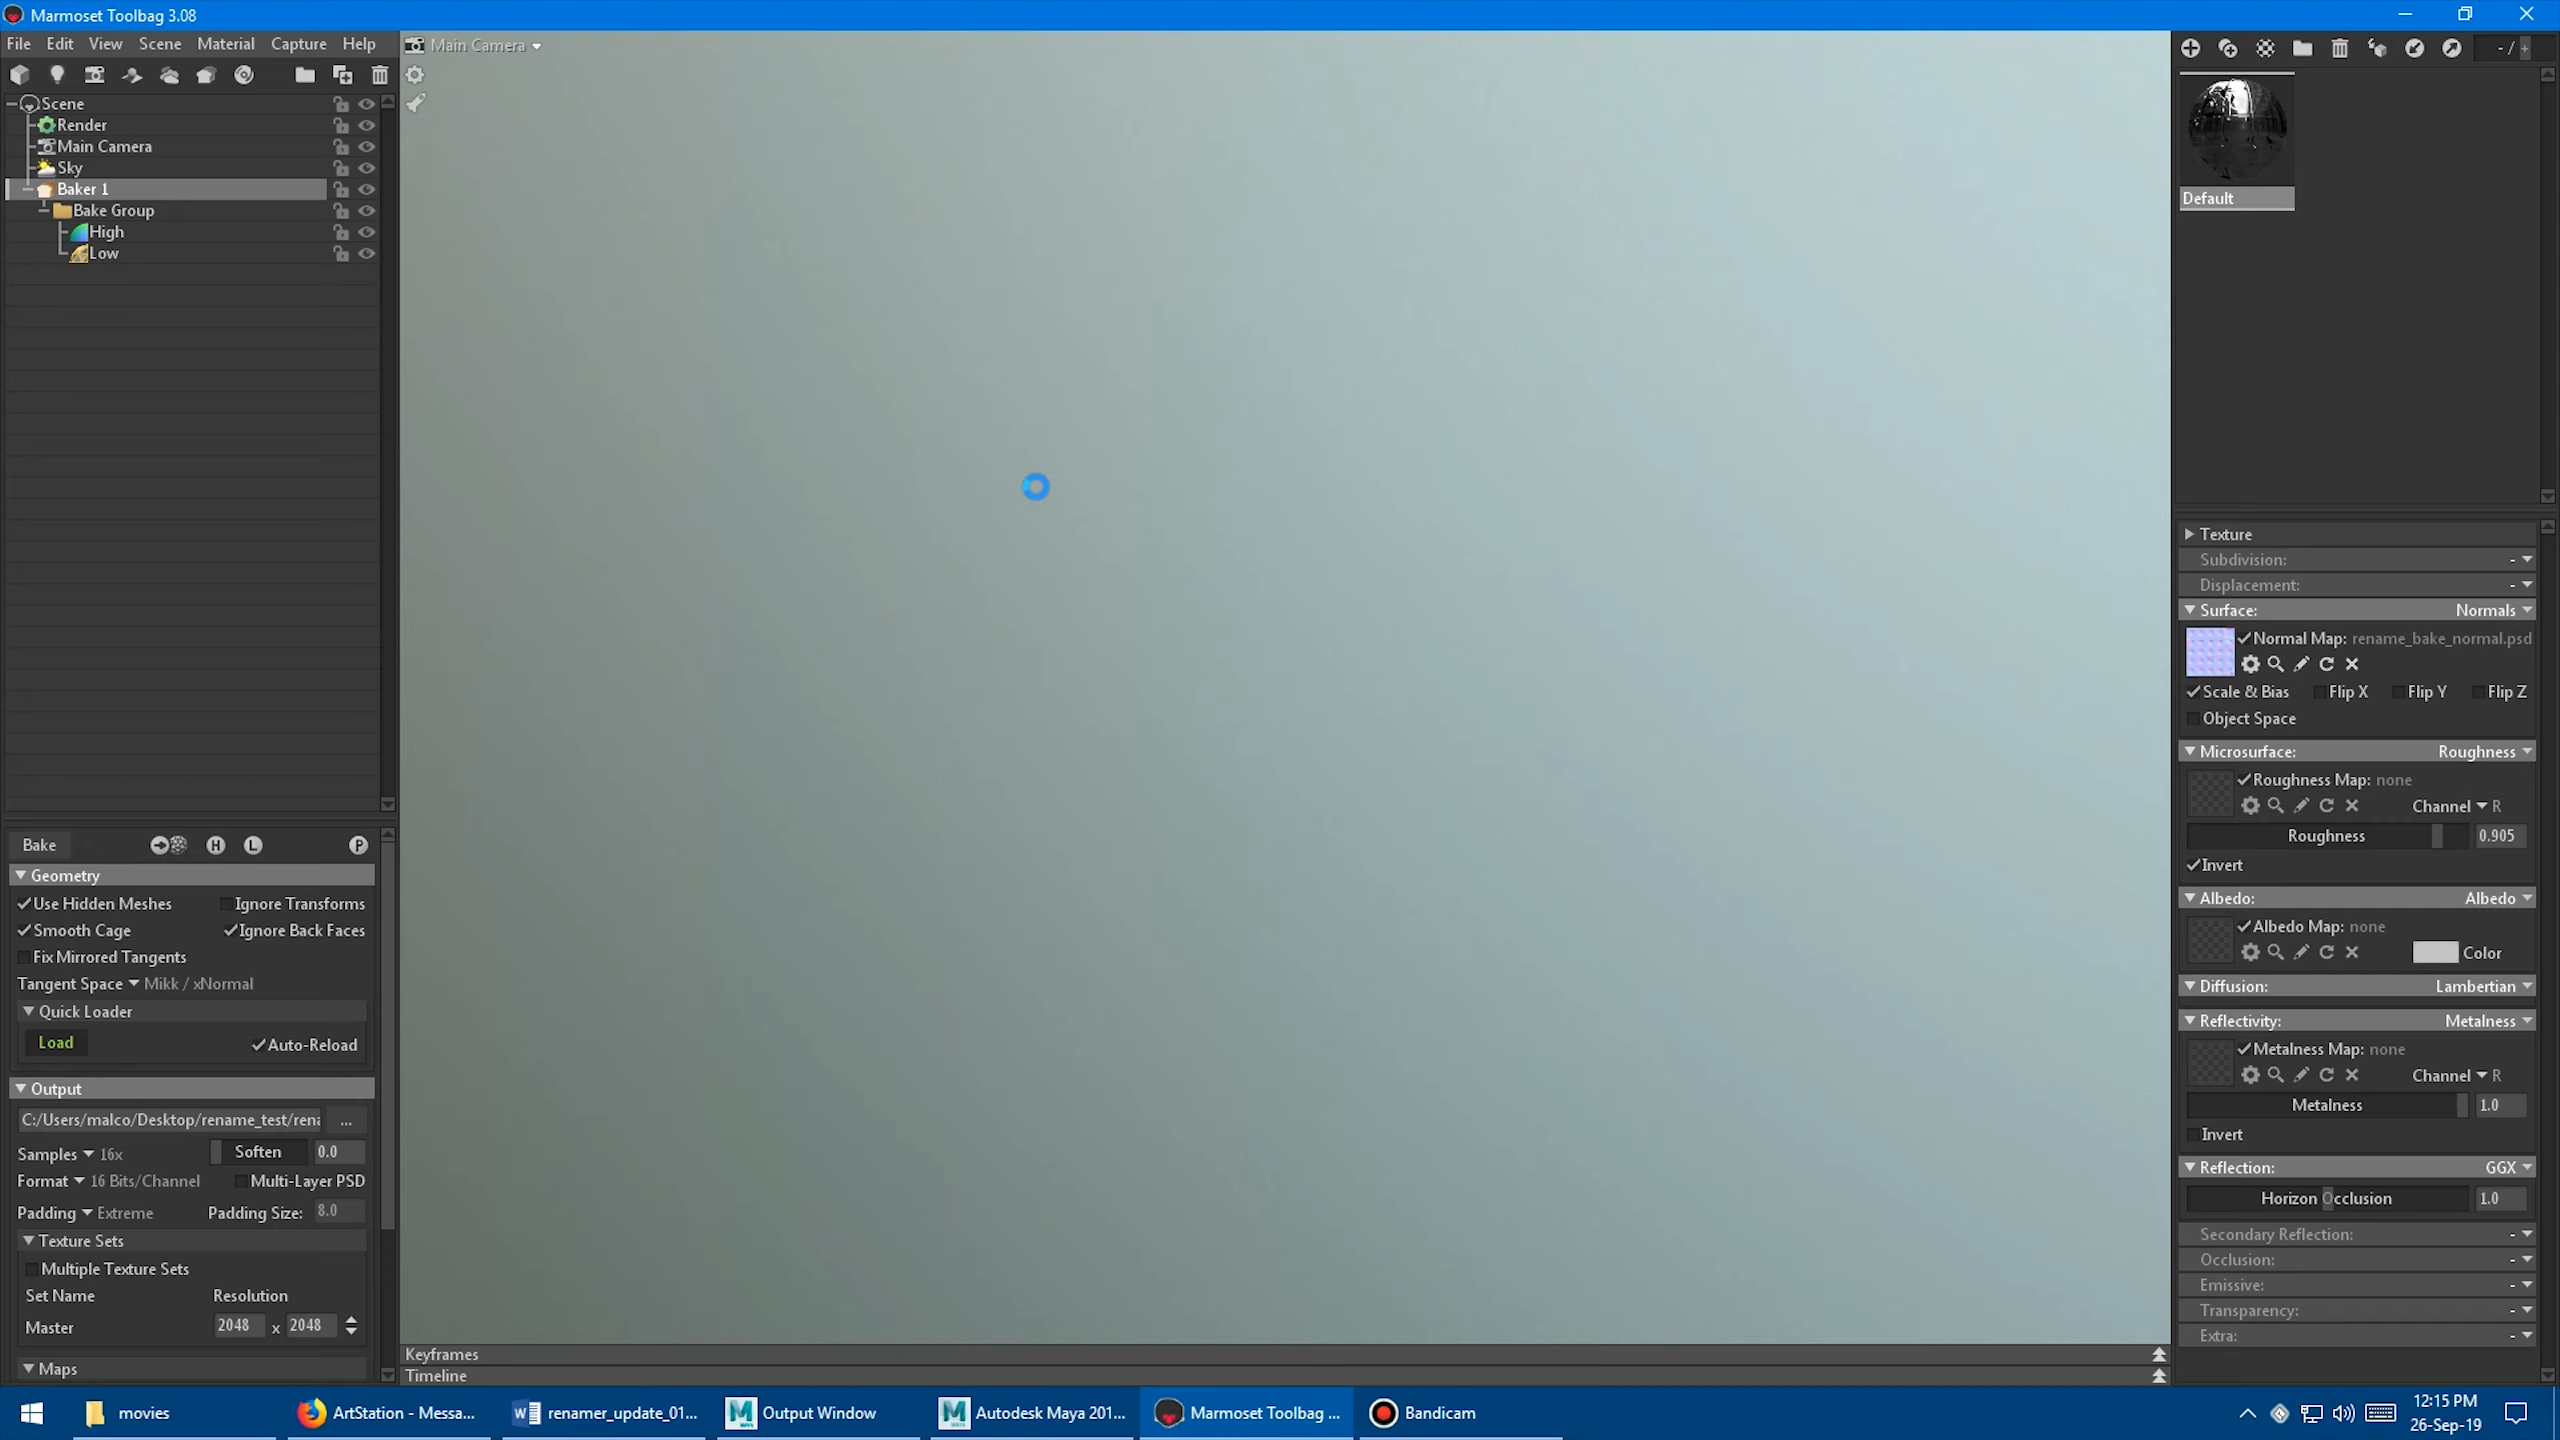 Marmoset Toolbag 3.08
File Edit View Scene Material Capture Help
Main Camera
Scene
Render
Main Camera
Sky
Baker 1
Bake Group
High
Low
Bake H L P
Geometry
Use Hidden Meshes Ignore Transforms
Smooth Cage Ignore Back Faces
Fix Mirrored Tangents
Tangent Space Mikk / xNormal
Quick Loader
Load Auto-Reload
Output
C:/Users/malco/Desktop/rename_test/rena ...
Samples 16x Soften 0.0
Format 16 Bits/Channel Multi-Layer PSD
Padding Extreme Padding Size: 8.0
Texture Sets
Multiple Texture Sets
Set Name Resolution
Master 2048 x 2048
Maps
Keyframes
Timeline
- / +
Default
Texture
Subdivision: -
Displacement: -
Surface: Normals
Normal Map: rename_bake_normal.psd
Scale & Bias Flip X Flip Y Flip Z
Object Space
Microsurface: Roughness
Roughness Map: none
Channel R
Roughness 0.905
Invert
Albedo: Albedo
Albedo Map: none
Color
Diffusion: Lambertian
Reflectivity: Metalness
Metalness Map: none
Channel R
Metalness 1.0
Invert
Reflection: GGX
Horizon Occlusion 1.0
Secondary Reflection: -
Occlusion: -
Emissive: -
Transparency: -
Extra: -
movies
ArtStation - Messa...
renamer_update_01...
Output Window
Autodesk Maya 201...
Marmoset Toolbag ...
Bandicam
12:15 PM
26-Sep-19